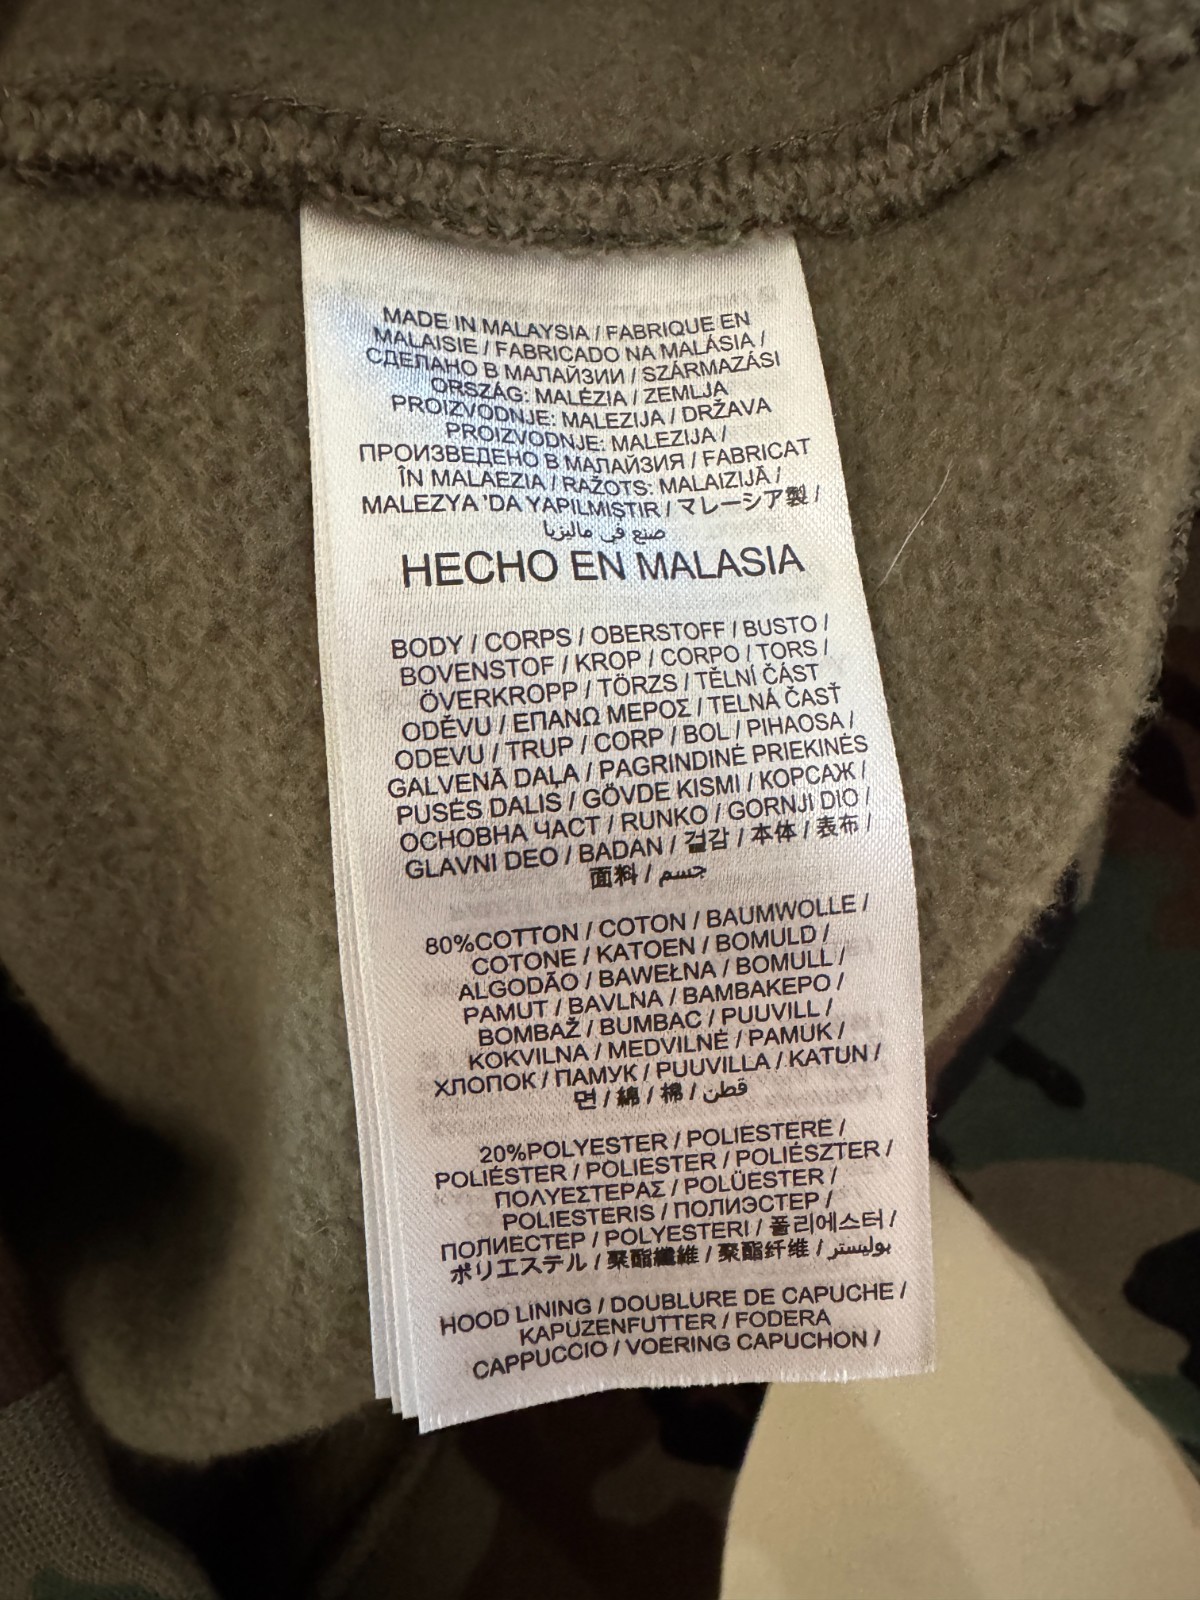 MADE IN MALAYSIA / FABRIQUE EN
MALAISIE / FABRICADO NA MALÁSIA /
СДЕЛАНО В МАЛАЙЗИИ / SZÁRMAZÁSI
ORSZÁG: MALÉZIA / ZEMLJA
PROIZVODNJE: MALEZIJA / DRŽAVA
PROIZVODNJE: MALEZIJA /
ПРОИЗВЕДЕНО В МАЛАЙЗИЯ / FABRICAT
ÎN MALAEZIA / RAŽOTS: MALAIZIJĀ /
MALEZYA 'DA YAPILMIŞTIR / マレーシア製 /
صنع في ماليزيا
HECHO EN MALASIA
BODY / CORPS / OBERSTOFF / BUSTO /
BOVENSTOF / KROP / CORPO / TORS /
ÖVERKROPP / TÖRZS / TĚLNÍ ČÁST
ODĚVU / ΕΠΑΝΩ ΜΕΡΟΣ / TELNÁ ČASŤ
ODEVU / TRUP / CORP / BOL / PIHAOSA /
GALVENĀ DAĻA / PAGRINDINĖ PRIEKINĖS
PUSĖS DALIS / GÖVDE KISMI / КОРСАЖ /
ОСНОВНА ЧАСТ / RUNKO / GORNJI DIO /
GLAVNI DEO / BADAN / 겉감 / 本体 / 表布 /
面料 / جسم
80%COTTON / COTON / BAUMWOLLE /
COTONE / KATOEN / BOMULD /
ALGODÃO / BAWEŁNA / BOMULL /
PAMUT / BAVLNA / ΒΑΜΒΑΚΕΡΟ /
BOMBAŽ / BUMBAC / PUUVILL /
KOKVILNA / MEDVILNĖ / PAMUK /
ХЛОПОК / ПАМУК / PUUVILLA / KATUN /
면 / 綿 / 棉 / قطن
20%POLYESTER / POLIESTERE /
POLIÉSTER / POLIESTER / POLIÉSZTER /
ΠΟΛΥΕΣΤΕΡΑΣ / POLÜESTER /
POLIESTERIS / ПОЛИЭСТЕР /
ПОЛИЕСТЕР / POLYESTERI / 폴리에스터 /
ポリエステル / 聚酯纖維 / 聚酯纤维 / بوليستر
HOOD LINING / DOUBLURE DE CAPUCHE /
KAPUZENFUTTER / FODERA
CAPPUCCIO / VOERING CAPUCHON /